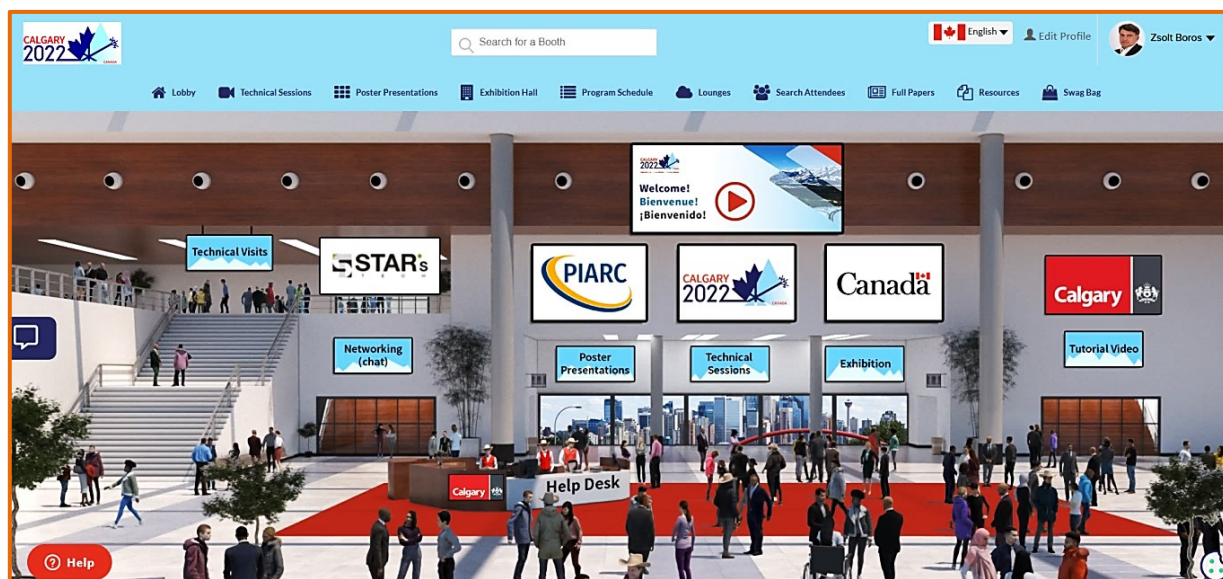 CALGARY
2022
CANADA
Search for a Booth
English
Edit Profile
Zsolt Boros
Lobby
Technical Sessions
Poster Presentations
Exhibition Hall
Program Schedule
Lounges
Search Attendees
Full Papers
Resources
Swag Bag
CALGARY
2022
Welcome!
Bienvenue!
¡Bienvenido!
Technical Visits
STAR's
PIARC
CALGARY
2022
CANADA
Canada
Calgary
Networking
(chat)
Poster
Presentations
Technical
Sessions
Exhibition
Tutorial Video
Calgary
Help Desk
Help